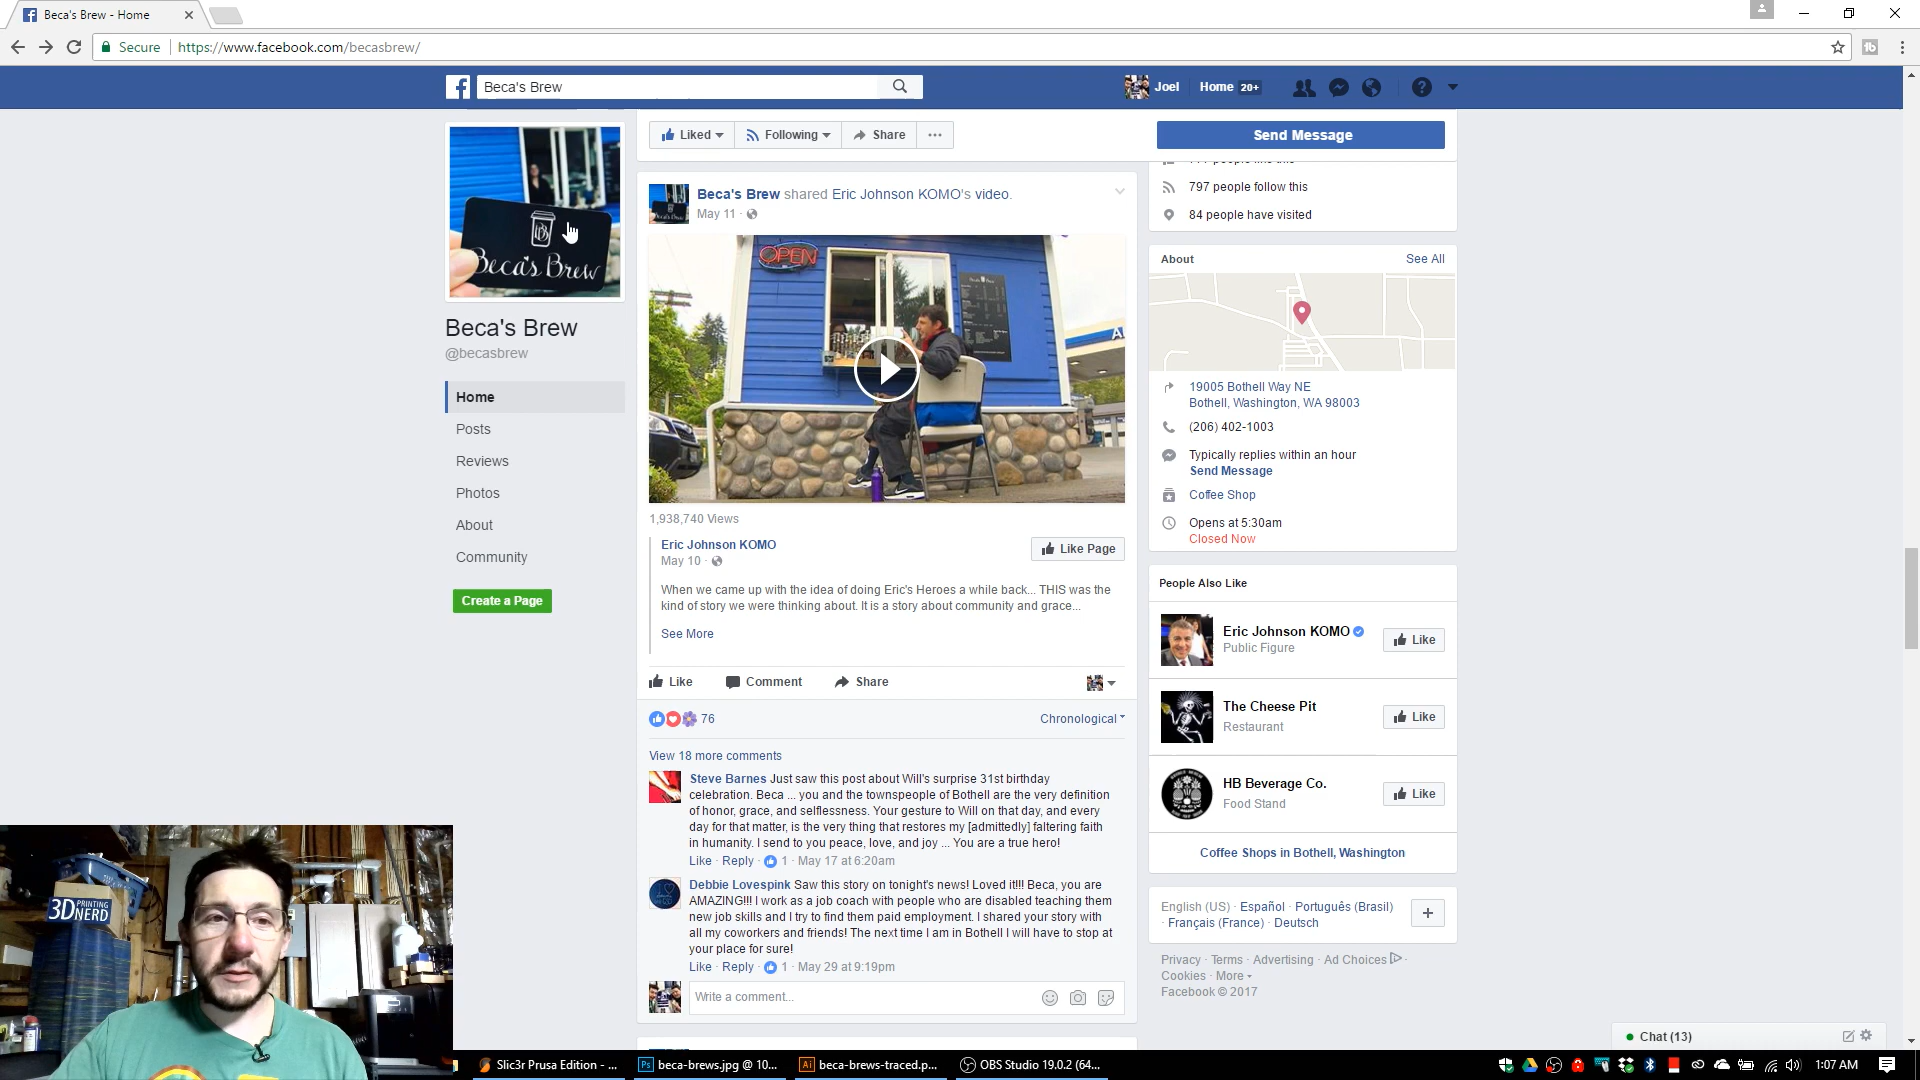 Beca's Brew - Home
Secure
https://www.facebook.com/becasbrew/
Beca's Brew
Joel
Home 20+
Liked
Following
Share
Send Message
Beca's Brew
Beca's Brew
@becasbrew
Home
Posts
Reviews
Photos
About
Community
Create a Page
Beca's Brew shared Eric Johnson KOMO's video.
May 11
OPEN
1,938,740 Views
Eric Johnson KOMO
May 10
Like Page
When we came up with the idea of doing Eric's Heroes a while back... THIS was the
kind of story we were thinking about. It is a story about community and grace...
See More
Like
Comment
Share
76
Chronological
View 18 more comments
Steve Barnes Just saw this post about Will's surprise 31st birthday
celebration. Beca ... you and the townspeople of Bothell are the very definition
of honor, grace, and selflessness. Your gesture to Will on that day, and every
day for that matter, is the very thing that restores my [admittedly] faltering faith
in humanity. I send to you peace, love, and joy ... You are a true hero!
Like · Reply · 1 · May 17 at 6:20am
Debbie Lovespink Saw this story on tonight's news! Loved it!!! Beca, you are
AMAZING!!! I work as a job coach with people who are disabled teaching them
new job skills and I try to find them paid employment. I shared your story with
all my coworkers and friends! The next time I am in Bothell I will have to stop at
your place for sure!
Like · Reply · 1 · May 29 at 9:19pm
Write a comment...
797 people follow this
84 people have visited
About
See All
19005 Bothell Way NE
Bothell, Washington, WA 98003
(206) 402-1003
Typically replies within an hour
Send Message
Coffee Shop
Opens at 5:30am
Closed Now
People Also Like
Eric Johnson KOMO
Public Figure
Like
The Cheese Pit
Restaurant
Like
HB Beverage Co.
Food Stand
Like
Coffee Shops in Bothell, Washington
English (US) · Español · Português (Brasil)
· Français (France) · Deutsch
Privacy · Terms · Advertising · Ad Choices ·
Cookies · More
Facebook © 2017
Chat (13)
3D PRINTING
NERD
Slic3r Prusa Edition - ...
Ps beca-brews.jpg @ 10...
Ai beca-brews-traced.p...
OBS Studio 19.0.2 (64...
1:07 AM